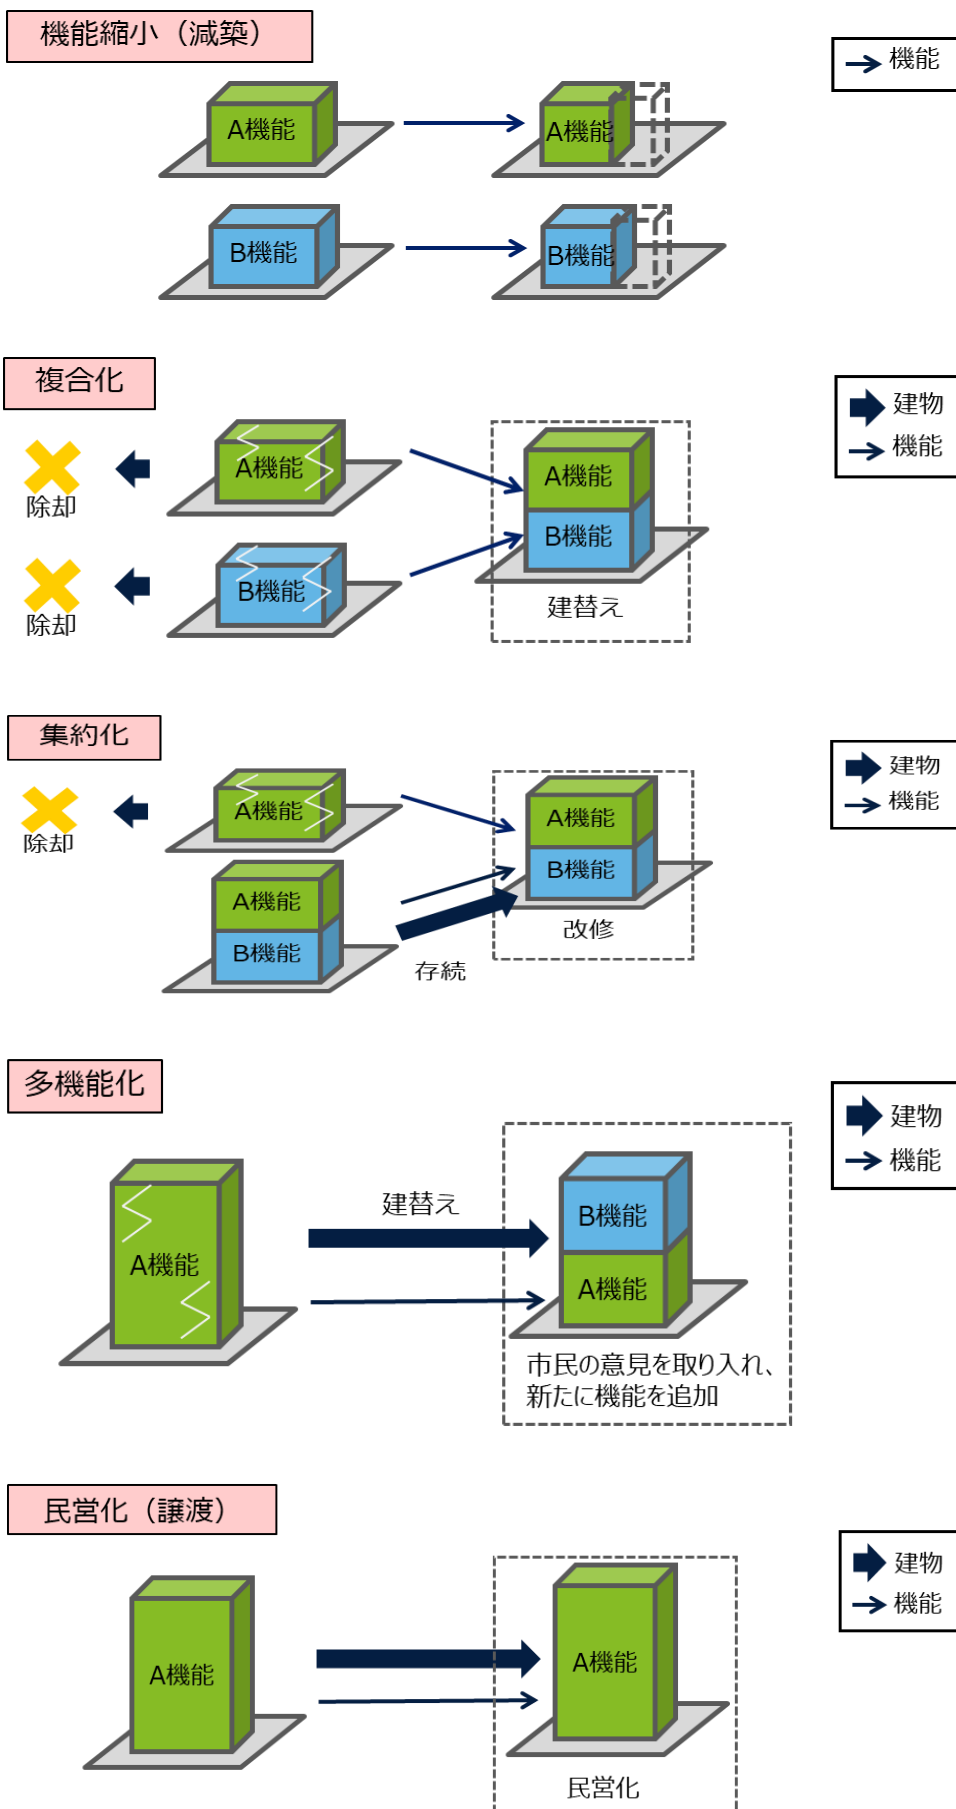 機能縮小（減築）
機能
A機能
A機能
B機能
B機能
複合化
建物
機能
除却
A機能
A機能
B機能
除却
B機能
建替え
集約化
建物
機能
除却
A機能
A機能
B機能
A機能
B機能
存続
改修
多機能化
建物
機能
A機能
建替え
B機能
A機能
市民の意見を取り入れ、
新たに機能を追加
民営化（譲渡）
建物
機能
A機能
A機能
民営化